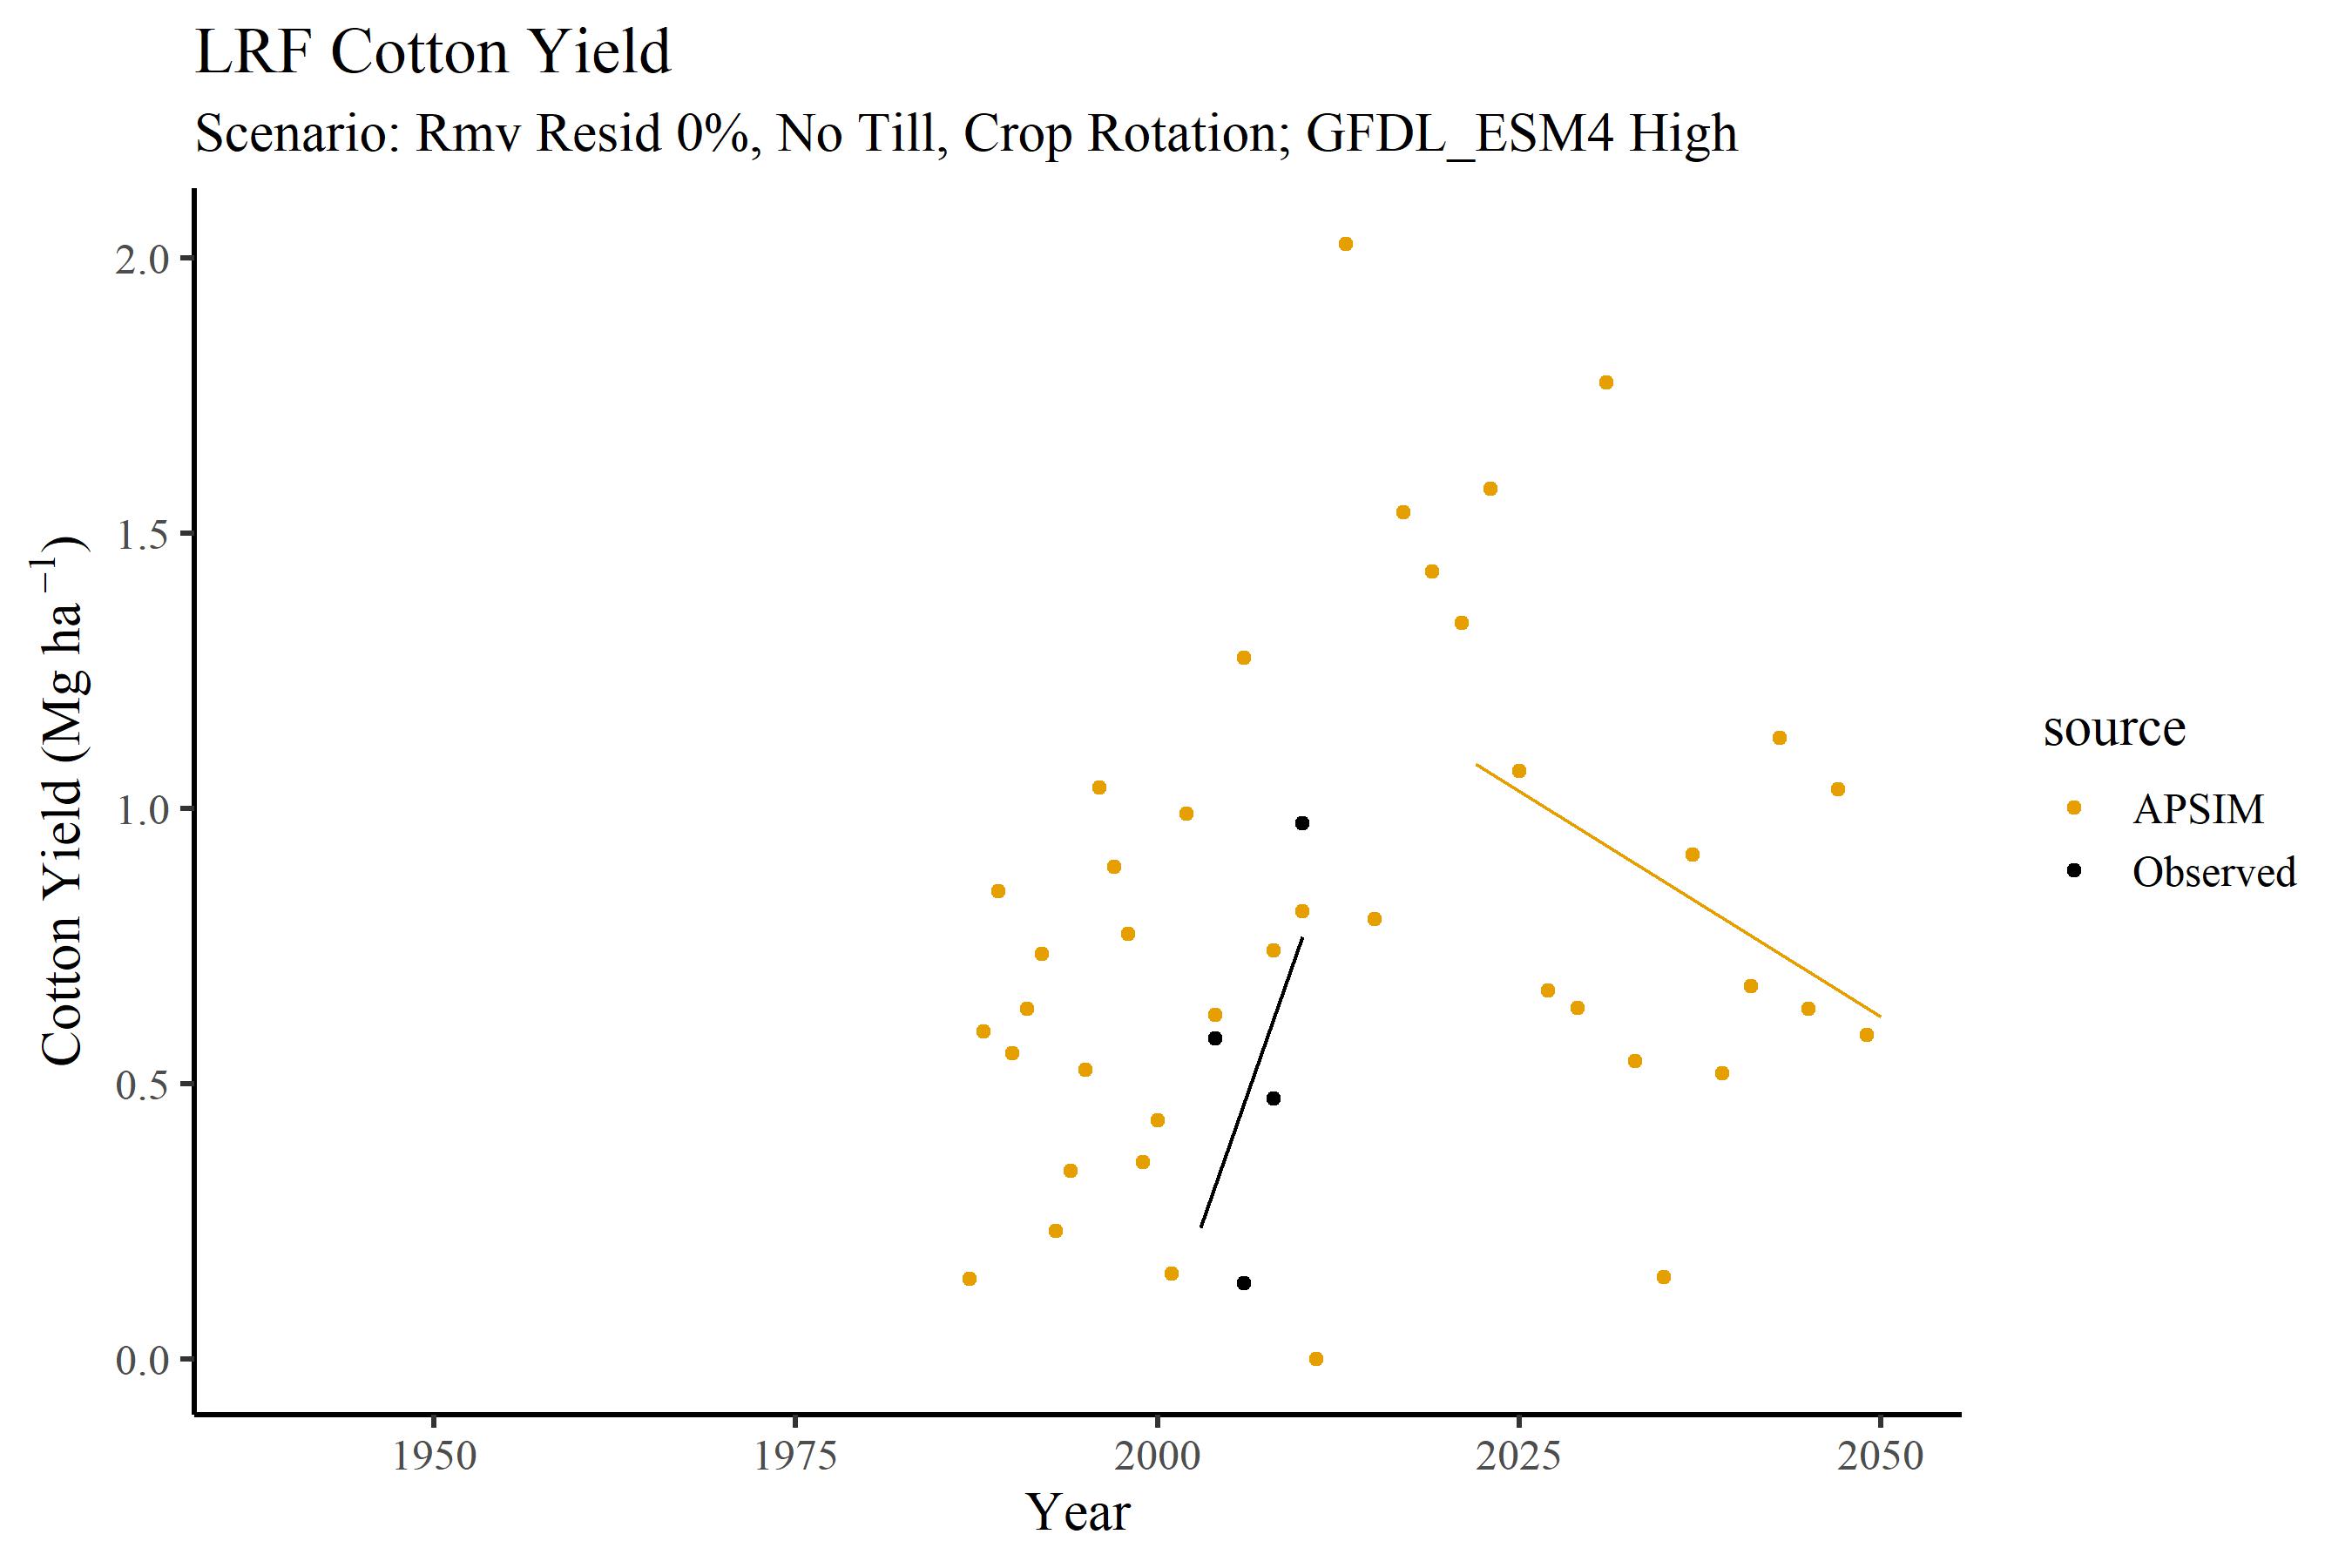 LRF Cotton Yield
Scenario: Rmv Resid 0%, No Till, Crop Rotation; GFDL_ESM4 High
Cotton Yield (Mg ha⁻¹)
2.0
1.5
1.0
0.5
0.0
1950 1975 2000 2025 2050
Year
source
APSIM
Observed